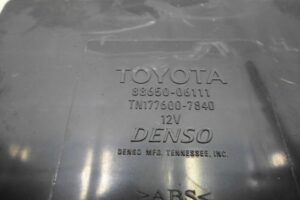 TOYOTA
88650-06111
TN177600-7840
12V
DENSO
DENSO MFG. TENNESSEE, INC.
>ABS<